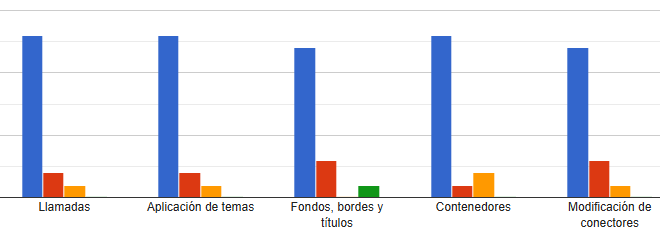 Llamadas
Aplicación de temas
Fondos, bordes y
títulos
Contenedores
Modificación de
conectores